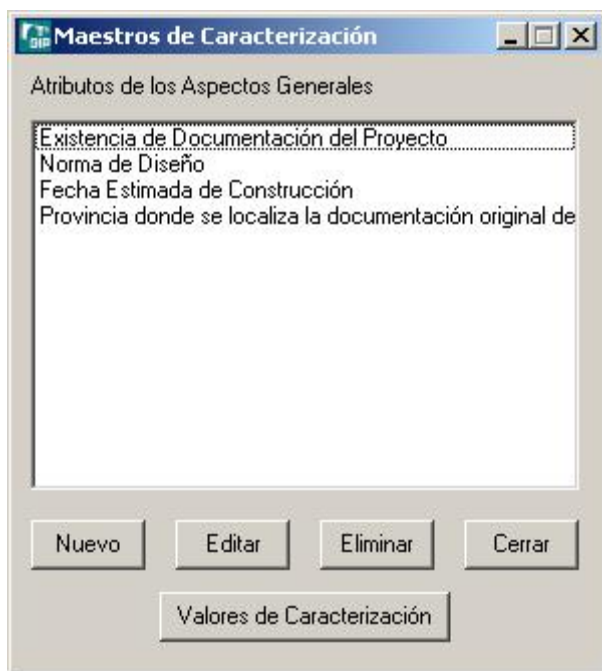 Maestros de Caracterización
Atributos de los Aspectos Generales
Existencia de Documentación del Proyecto
Norma de Diseño
Fecha Estimada de Construcción
Provincia donde se localiza la documentación original de
Nuevo Editar Eliminar Cerrar
Valores de Caracterización